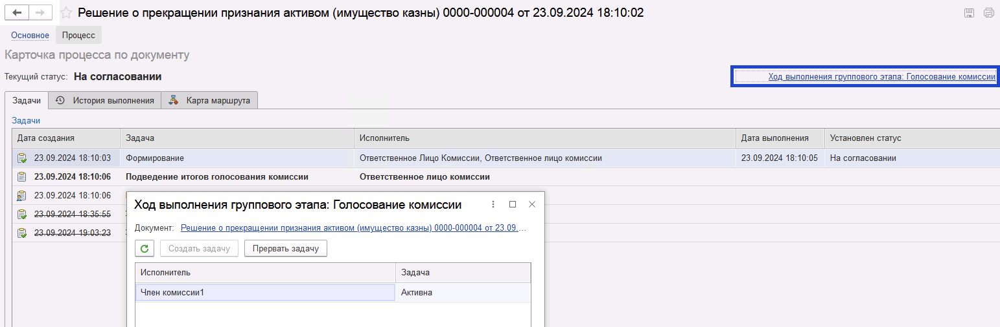 Решение о прекращении признания активом (имущество казны) 0000-000004 от 23.09.2024 18:10:02
Основное Процесс
Карточка процесса по документу
Текущий статус: На согласовании Ход выполнения группового этапа: Голосование комиссии
Задачи История выполнения Карта маршрута
Задачи
Дата создания Задача Исполнитель Дата выполнения Установлен статус
23.09.2024 18:10:03 Формирование Ответственное Лицо Комиссии, Ответственное лицо комиссии 23.09.2024 18:10:05 На согласовании
23.09.2024 18:10:06 Подведение итогов голосования комиссии Ответственное лицо комиссии
23.09.2024 18:10:06
23.09.2024 18:35:55
23.09.2024 19:03:23
Ход выполнения группового этапа: Голосование комиссии
Документ: Решение о прекращении признания активом (имущество казны) 0000-000004 от 23.09....
Создать задачу Прервать задачу
Исполнитель Задача
Член комиссии1 Активна